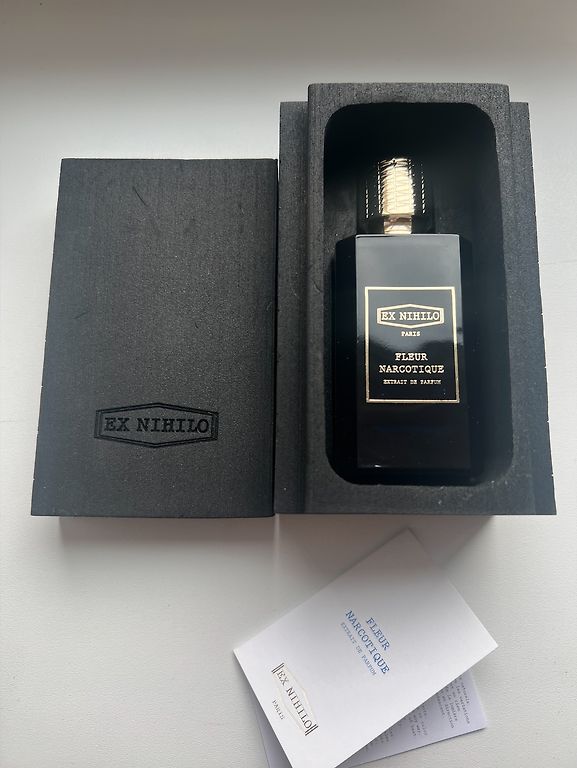 EX NIHILO
EX NIHILO
PARIS
FLEUR
NARCOTIQUE
EXTRAIT DE PARFUM
FLEUR
NARCOTIQUE
EXTRAIT DE PARFUM
EX NIHILO
PARIS